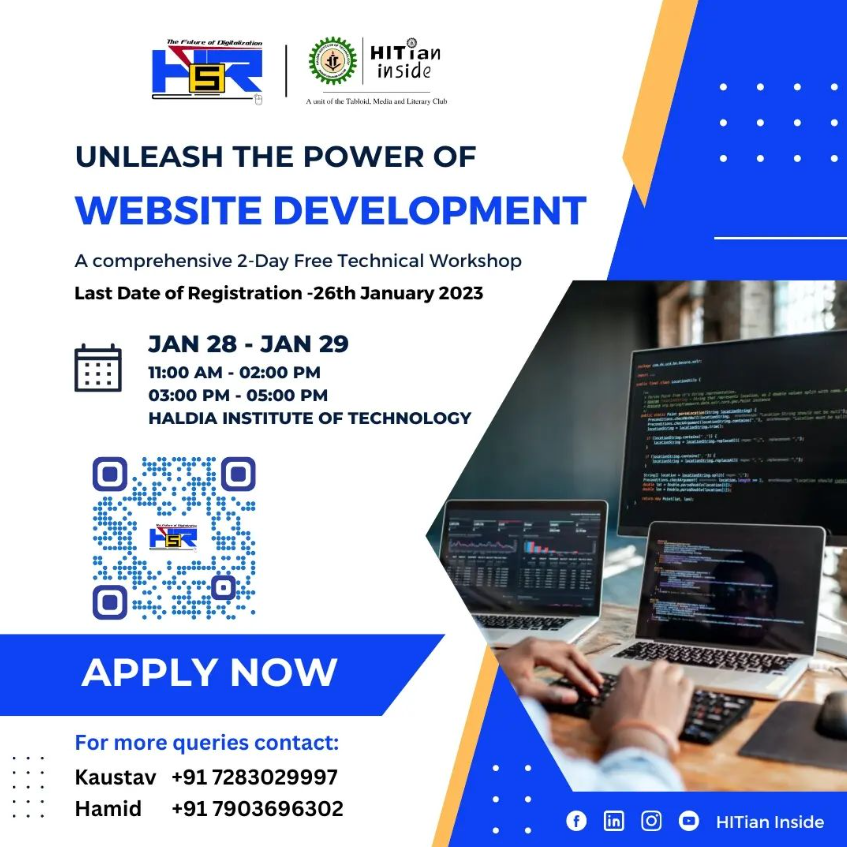 The Future of Digitalization
H5R
HITian
inside
A unit of the Tabloid, Media and Literary Club
UNLEASH THE POWER OF
WEBSITE DEVELOPMENT
A comprehensive 2-Day Free Technical Workshop
Last Date of Registration -26th January 2023
JAN 28 - JAN 29
11:00 AM - 02:00 PM
03:00 PM - 05:00 PM
HALDIA INSTITUTE OF TECHNOLOGY
APPLY NOW
For more queries contact:
Kaustav +91 7283029997
Hamid +91 7903696302
HITian Inside